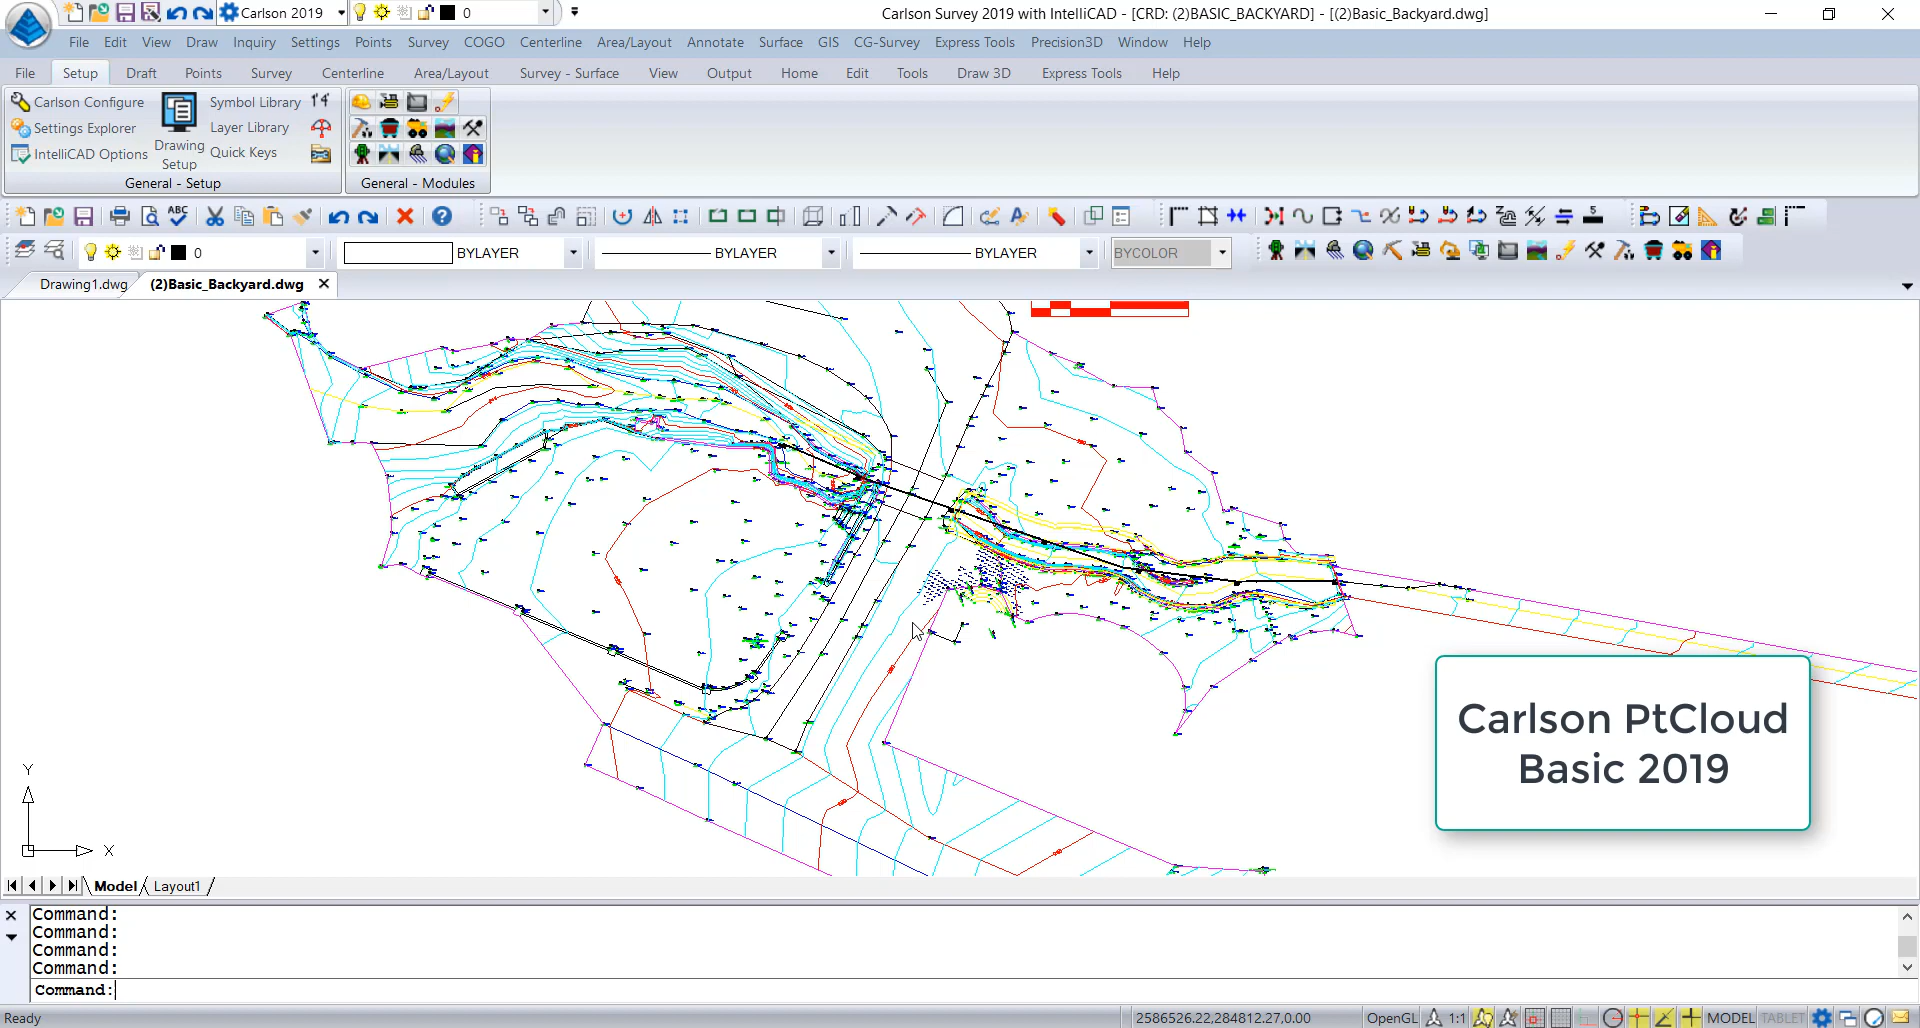 Carlson 2019
0
Carlson Survey 2019 with IntelliCAD - [CRD: (2)BASIC_BACKYARD] - [(2)Basic_Backyard.dwg]
File Edit View Draw Inquiry Settings Points Survey COGO Centerline Area/Layout Annotate Surface GIS CG-Survey Express Tools Precision3D Window Help
File Setup Draft Points Survey Centerline Area/Layout Survey - Surface View Output Home Edit Tools Draw 3D Express Tools Help
Carlson Configure
Settings Explorer
IntelliCAD Options
Drawing
Setup
Symbol Library
Layer Library
Quick Keys
General - Setup
General - Modules
ABC
0
BYLAYER
BYLAYER
BYLAYER
BYCOLOR
Drawing1.dwg
(2)Basic_Backyard.dwg
Carlson PtCloud
Basic 2019
Y
X
Model
Layout1
Command:
Command:
Command:
Command:
Command:
Ready
2586526.22,284812.27,0.00
OpenGL
1:1
MODEL
TABLET